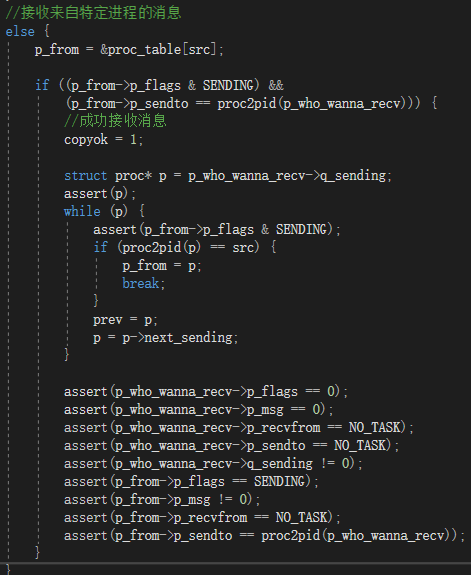 //接收来自特定进程的消息
else {
p_from = &proc_table[src];
if ((p_from->p_flags & SENDING) &&
(p_from->p_sendto == proc2pid(p_who_wanna_recv))) {
//成功接收消息
copyok = 1;
struct proc* p = p_who_wanna_recv->q_sending;
assert(p);
while (p) {
assert(p_from->p_flags & SENDING);
if (proc2pid(p) == src) {
p_from = p;
break;
}
prev = p;
p = p->next_sending;
}
assert(p_who_wanna_recv->p_flags == 0);
assert(p_who_wanna_recv->p_msg == 0);
assert(p_who_wanna_recv->p_recvfrom == NO_TASK);
assert(p_who_wanna_recv->p_sendto == NO_TASK);
assert(p_who_wanna_recv->q_sending != 0);
assert(p_from->p_flags == SENDING);
assert(p_from->p_msg != 0);
assert(p_from->p_recvfrom == NO_TASK);
assert(p_from->p_sendto == proc2pid(p_who_wanna_recv));
}
}